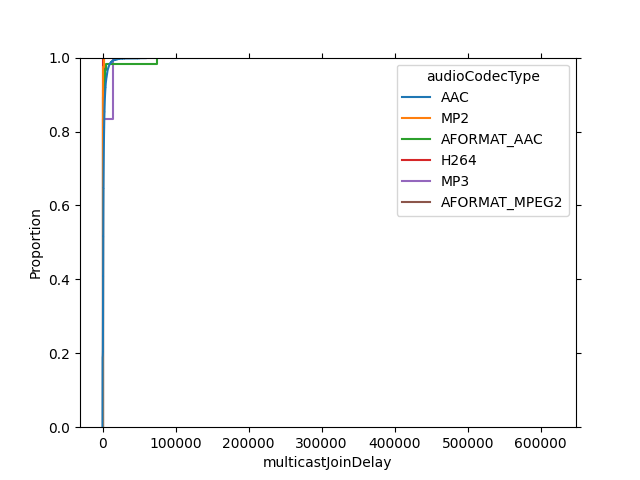 audioCodecType
AAC
MP2
AFORMAT_AAC
H264
MP3
AFORMAT_MPEG2
Proportion
1.0
0.8
0.6
0.4
0.2
0.0
0 100000 200000 300000 400000 500000 600000
multicastJoinDelay